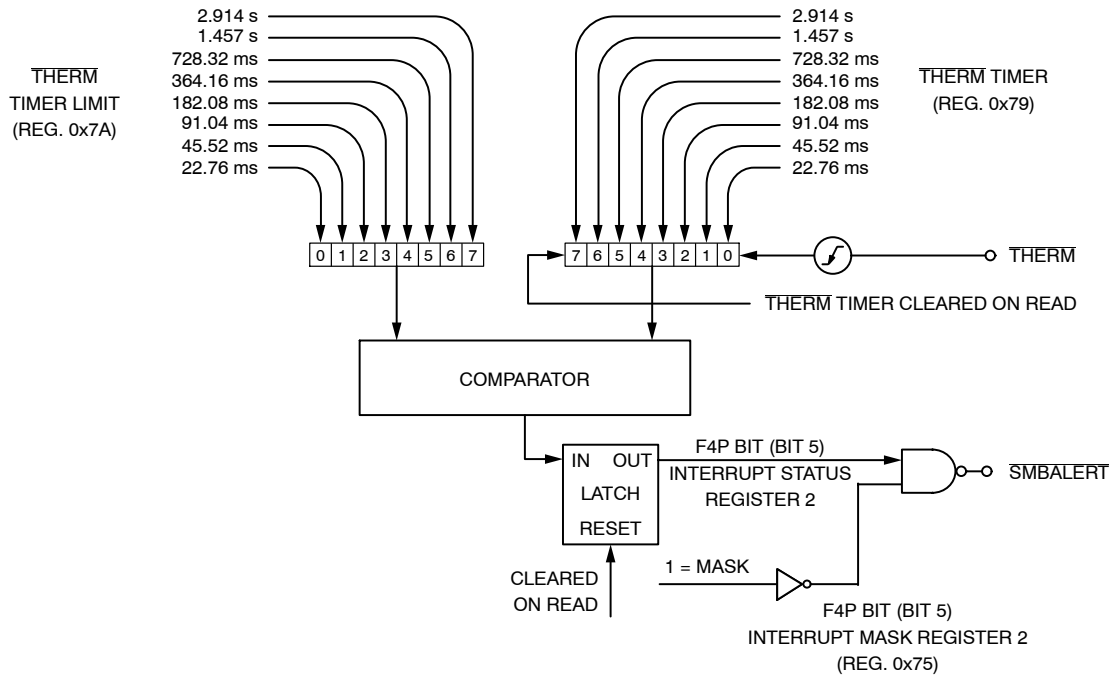 2.914 s
1.457 s
728.32 ms
364.16 ms
182.08 ms
91.04 ms
45.52 ms
22.76 ms
THERM
TIMER LIMIT
(REG. 0x7A)
2.914 s
1.457 s
728.32 ms
364.16 ms
182.08 ms
91.04 ms
45.52 ms
22.76 ms
THERM TIMER
(REG. 0x79)
0 1 2 3 4 5 6 7
7 6 5 4 3 2 1 0
THERM
THERM TIMER CLEARED ON READ
COMPARATOR
IN OUT
LATCH
RESET
F4P BIT (BIT 5)
INTERRUPT STATUS
REGISTER 2
SMBALERT
CLEARED
ON READ
1 = MASK
F4P BIT (BIT 5)
INTERRUPT MASK REGISTER 2
(REG. 0x75)